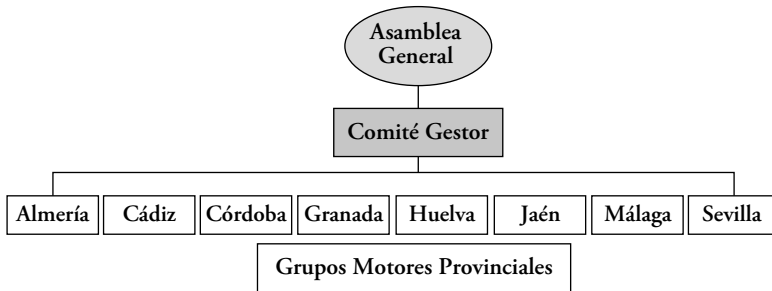 Asamblea
General
Comité Gestor
Almería
Cádiz
Córdoba
Granada
Huelva
Jaén
Málaga
Sevilla
Grupos Motores Provinciales